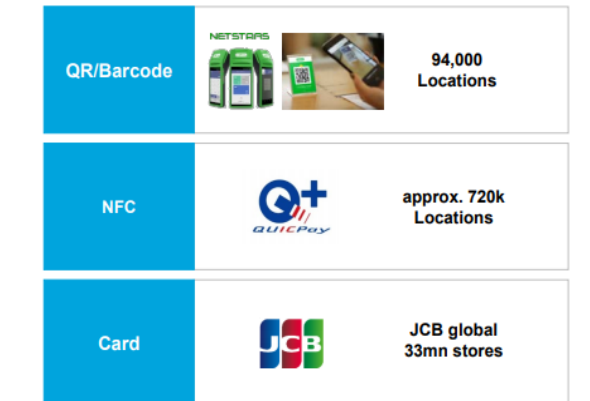 QR/Barcode
NETSTARS
94,000
Locations
NFC
QUICPay
approx. 720k
Locations
Card
JCB
JCB global
33mn stores